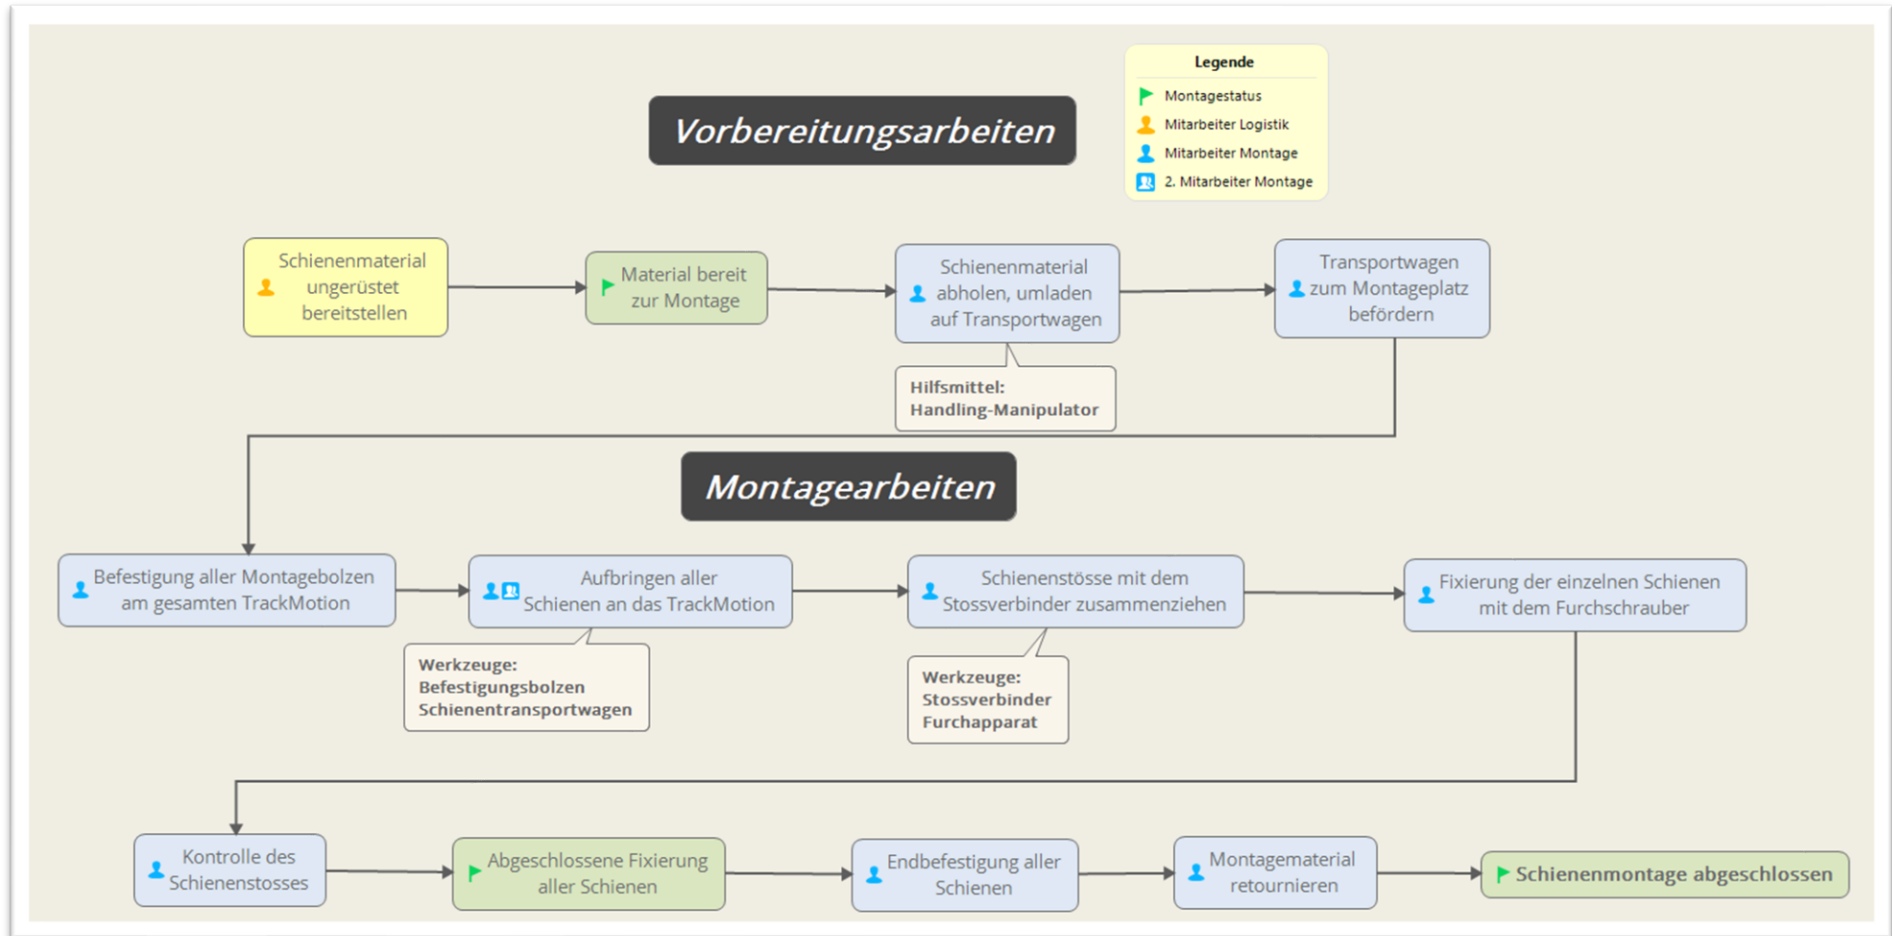 Legende
Montagestatus
Mitarbeiter Logistik
Mitarbeiter Montage
2. Mitarbeiter Montage
Vorbereitungsarbeiten
Schienenmaterial
ungerüstet
bereitstellen
Material bereit
zur Montage
Schienenmaterial
abholen, umladen
auf Transportwagen
Transportwagen
zum Montageplatz
befördern
Hilfsmittel:
Handling-Manipulator
Montagearbeiten
Befestigung aller Montagebolzen
am gesamten TrackMotion
Aufbringen aller
Schienen an das TrackMotion
Schienenstösse mit dem
Stossverbinder zusammenziehen
Fixierung der einzelnen Schienen
mit dem Furchschrauber
Werkzeuge:
Befestigungsbolzen
Schienentransportwagen
Werkzeuge:
Stossverbinder
Furchapparat
Kontrolle des
Schienenstosses
Abgeschlossene Fixierung
aller Schienen
Endbefestigung aller
Schienen
Montagematerial
retournieren
Schienenmontage abgeschlossen